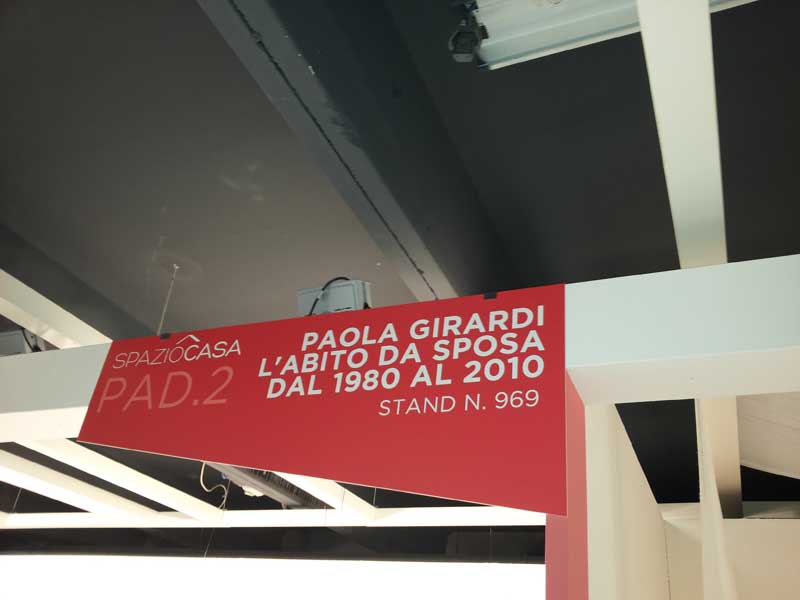 SPAZIOCASA
PAD.2
PAOLA GIRARDI
L'ABITO DA SPOSA
DAL 1980 AL 2010
STAND N. 969